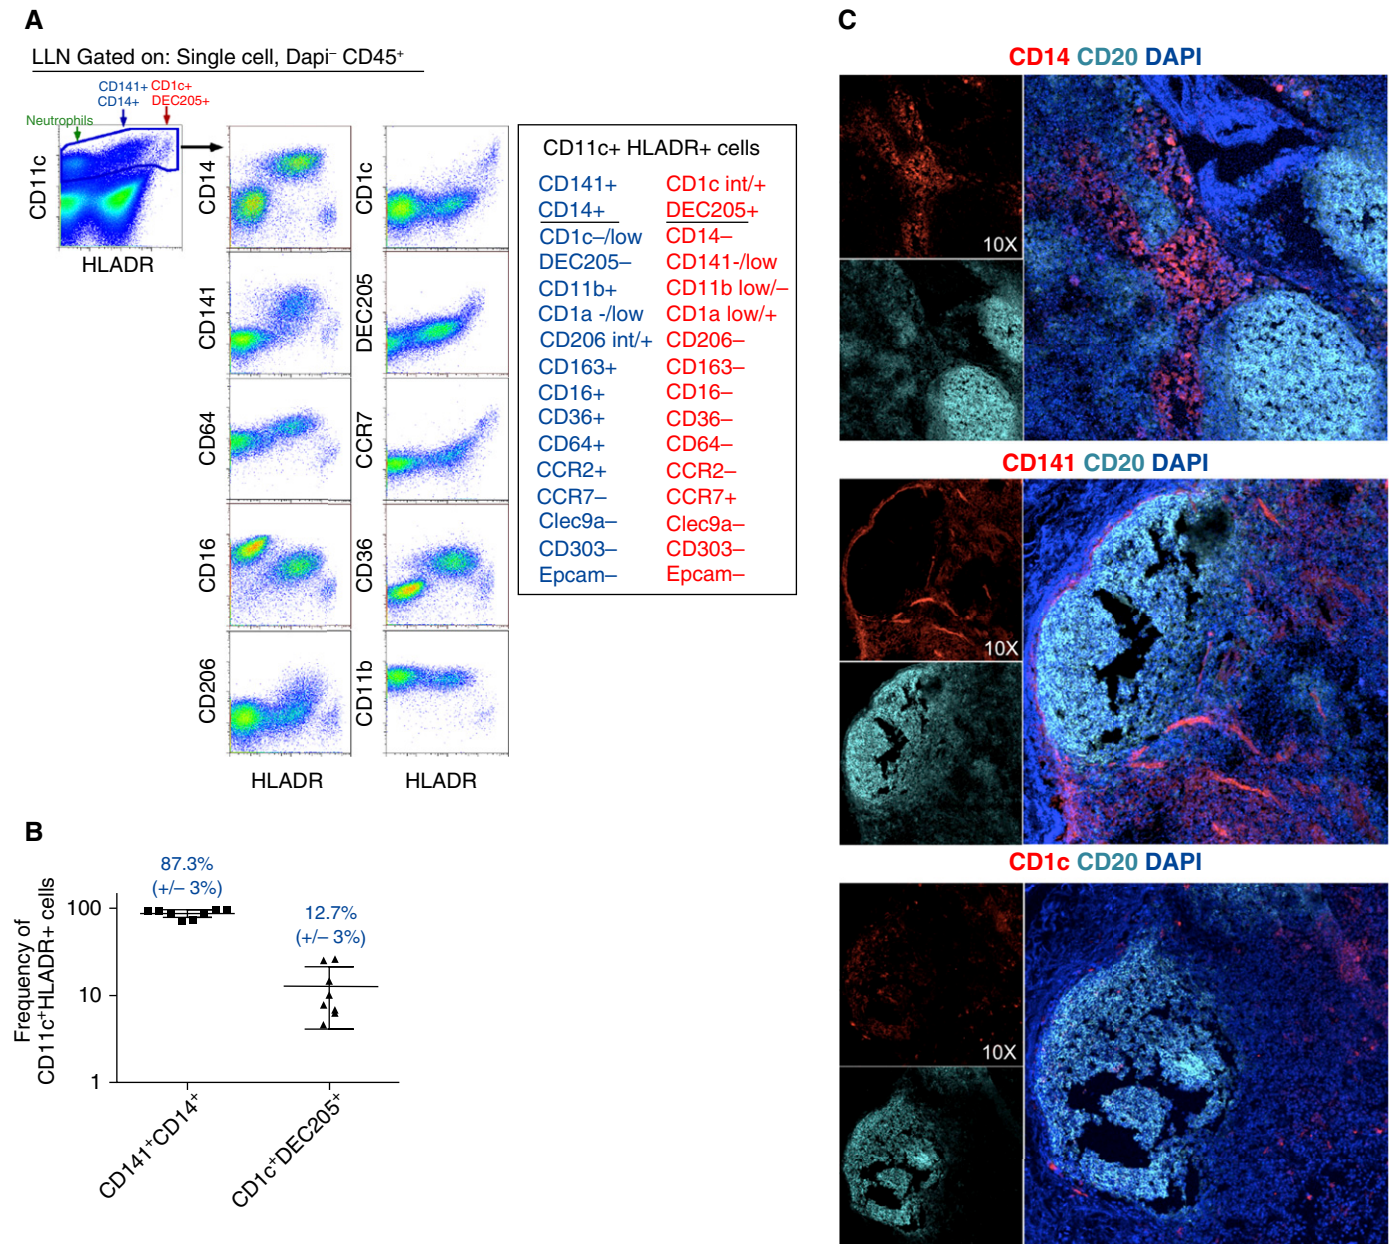 A
LLN Gated on: Single cell, Dapi– CD45+
CD141+ CD1c+
CD14+ DEC205+
Neutrophils
CD11c
HLADR
CD14
CD1c
CD141
DEC205
CD64
CCR7
CD16
CD36
CD206
CD11b
HLADR HLADR
CD11c+ HLADR+ cells
CD141+ CD1c int/+
CD14+ DEC205+
CD1c–/low CD14–
DEC205– CD141-/low
CD11b+ CD11b low/–
CD1a -/low CD1a low/+
CD206 int/+ CD206–
CD163+ CD163–
CD16+ CD16–
CD36+ CD36–
CD64+ CD64–
CCR2+ CCR2–
CCR7– CCR7+
Clec9a– Clec9a–
CD303– CD303–
Epcam– Epcam–
B
Frequency of
CD11c+HLADR+ cells
100
10
1
87.3%
(+/– 3%)
12.7%
(+/– 3%)
CD141+CD14+
CD1c+DEC205+
C
CD14 CD20 DAPI
10X
CD141 CD20 DAPI
10X
CD1c CD20 DAPI
10X